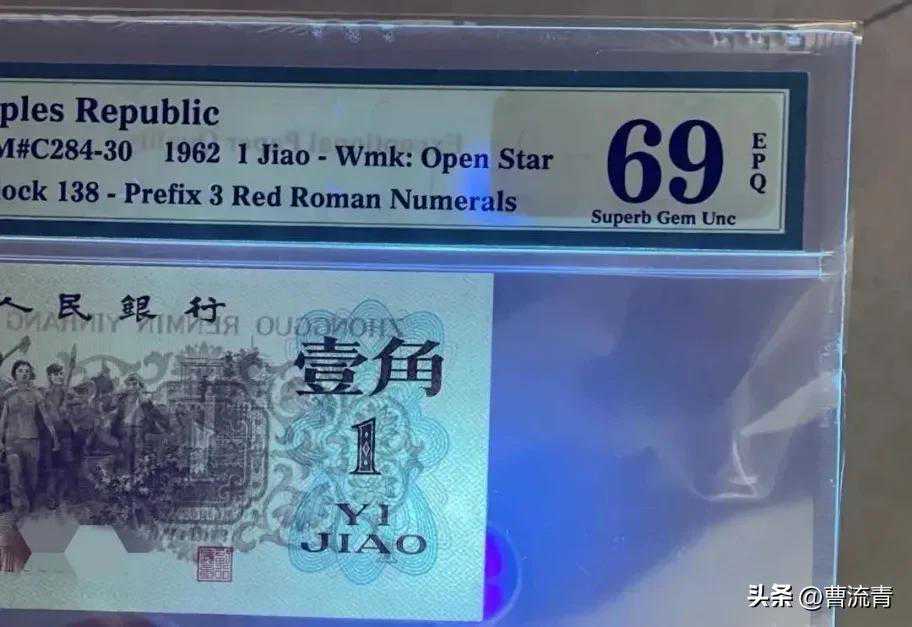 ples Republic
M#C284-30 1962 1 Jiao - Wmk: Open Star
lock 138 - Prefix 3 Red Roman Numerals
69
EPQ
Superb Gem Unc
人民銀行
ZHONGGUO RENMIN YINHANG
壹角
1
YI
JIAO
头条 @曹流青